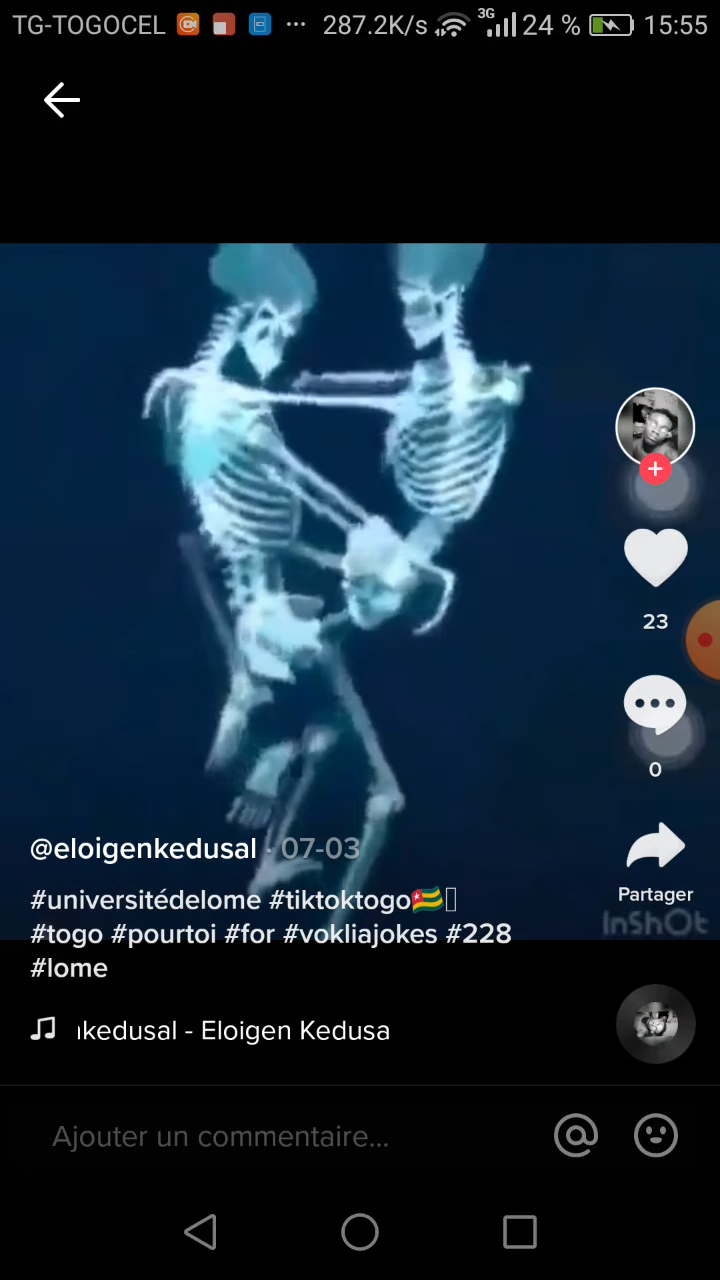 TG-TOGOCEL ... 287.2K/s 3G 24 % 15:55
23
0
Partager
InShOt
@eloigenkedusal · 07-03
#universitédelome #tiktoktogo🇹🇬
#togo #pourtoi #for #vokliajokes #228
#lome
kedusal - Eloigen Kedusa
Ajouter un commentaire...